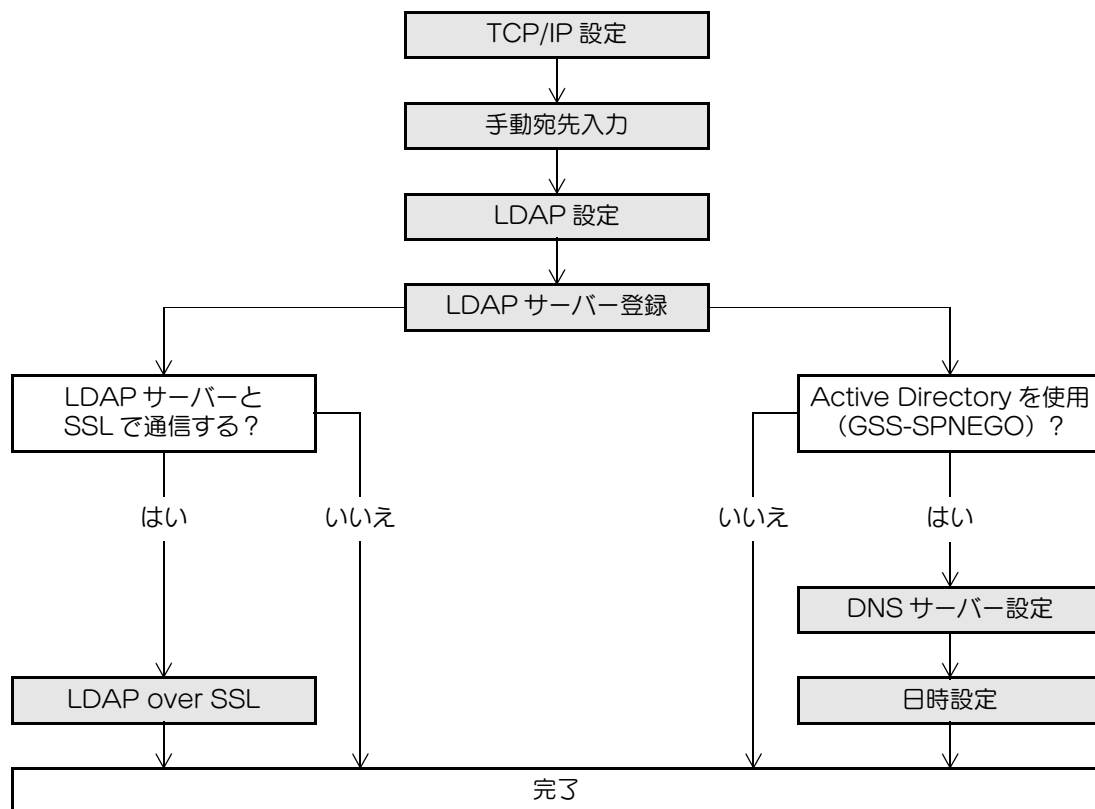 TCP/IP 設定
手動宛先入力
LDAP 設定
LDAP サーバー登録
LDAP サーバーと
SSL で通信する？
Active Directory を使用
（GSS-SPNEGO）？
はい
いいえ
いいえ
はい
DNS サーバー設定
LDAP over SSL
日時設定
完了